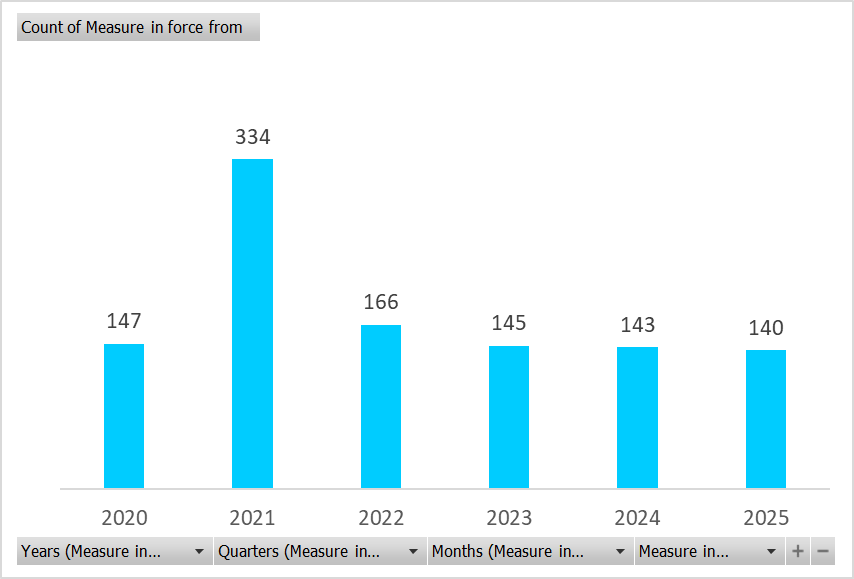 Count of Measure in force from
334
166
147
145
143
140
2020 2021 2022 2023 2024 2025
Years (Measure in... Quarters (Measure in... Months (Measure in... Measure in...